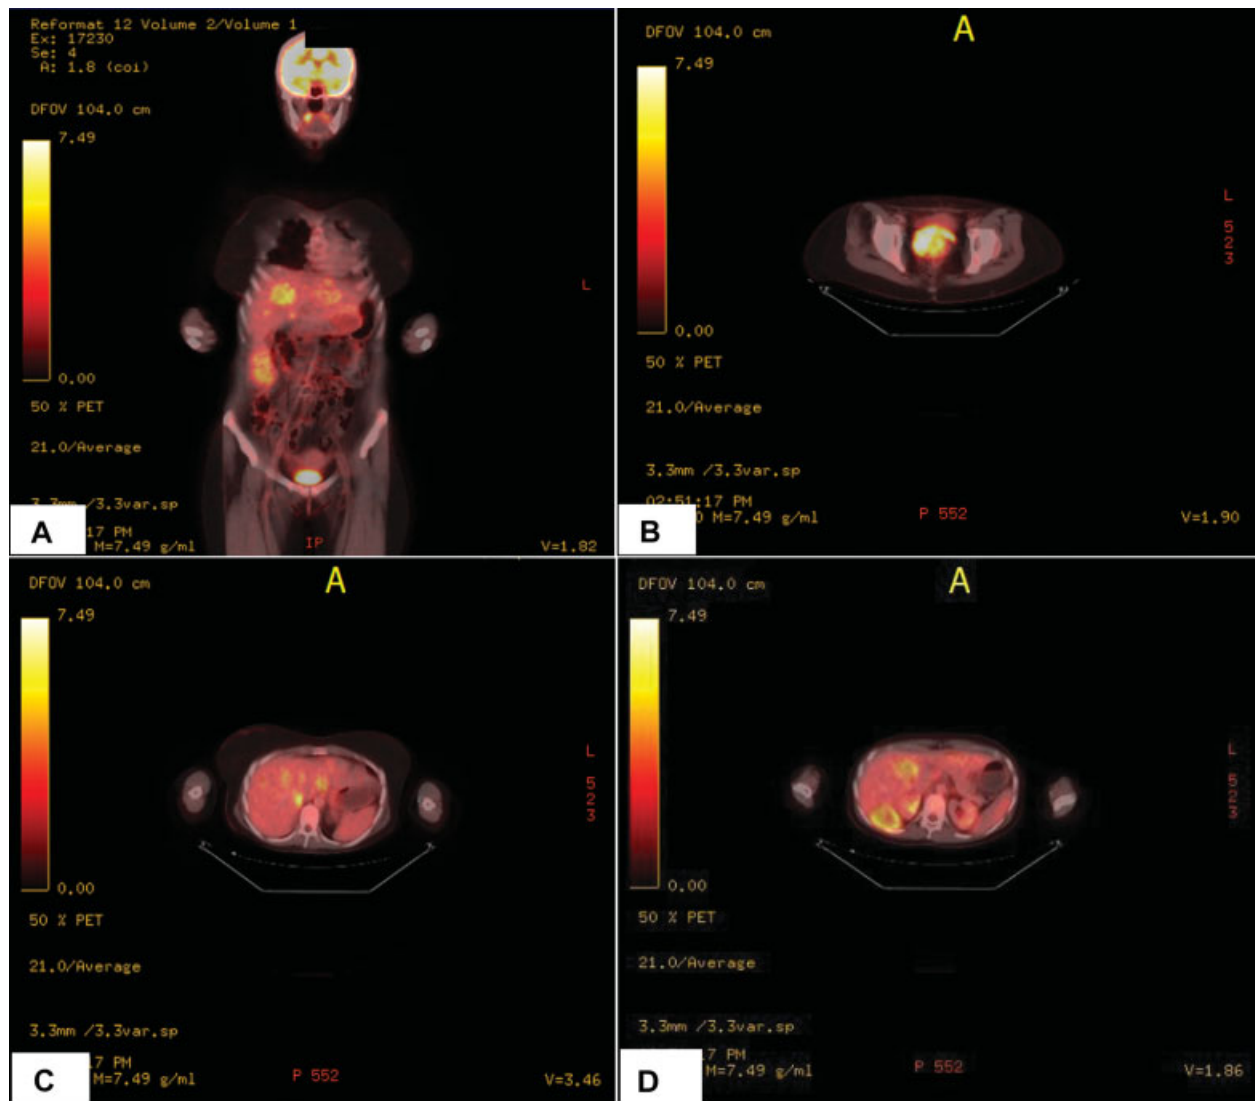 Reformat 12 Volume 2/Volume 1
Ex: 17230
Se: 4
A: 1.8 (coi)
DFOV 104.0 cm
7.49
L
0.00
50 % PET
21.0/Average
3.3mm /3.3var.sp
17 PM
M=7.49 g/ml
IP
V=1.82
A
A
DFOV 104.0 cm
7.49
L
5
2
3
0.00
50 % PET
21.0/Average
3.3mm /3.3var.sp
02:51:17 PM
0 M=7.49 g/ml
P 552
V=1.90
B
A
DFOV 104.0 cm
7.49
L
5
2
3
0.00
50 % PET
21.0/Average
3.3mm /3.3var.sp
17 PM
M=7.49 g/ml
P 552
V=3.46
C
A
DFOV 104.0 cm
7.49
L
5
2
3
0.00
50 % PET
21.0/Average
3.3mm /3.3var.sp
17 PM
M=7.49 g/ml
P 552
V=1.86
D